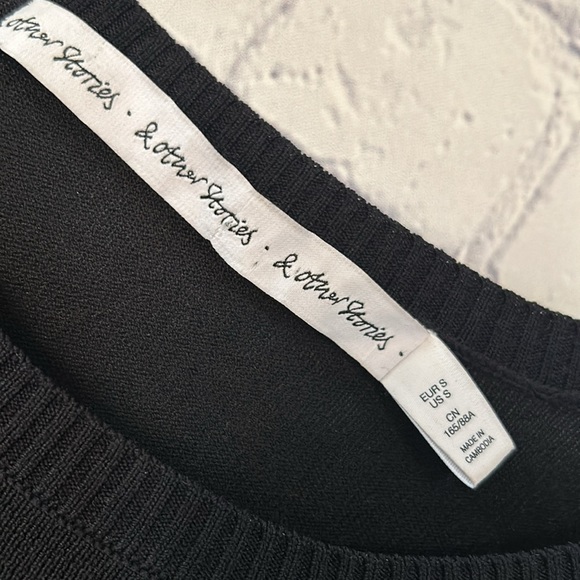 other Stories · & other Stories · & other Stories ·
EUR S
US S
CN
165/88A
MADE IN
CAMBODIA